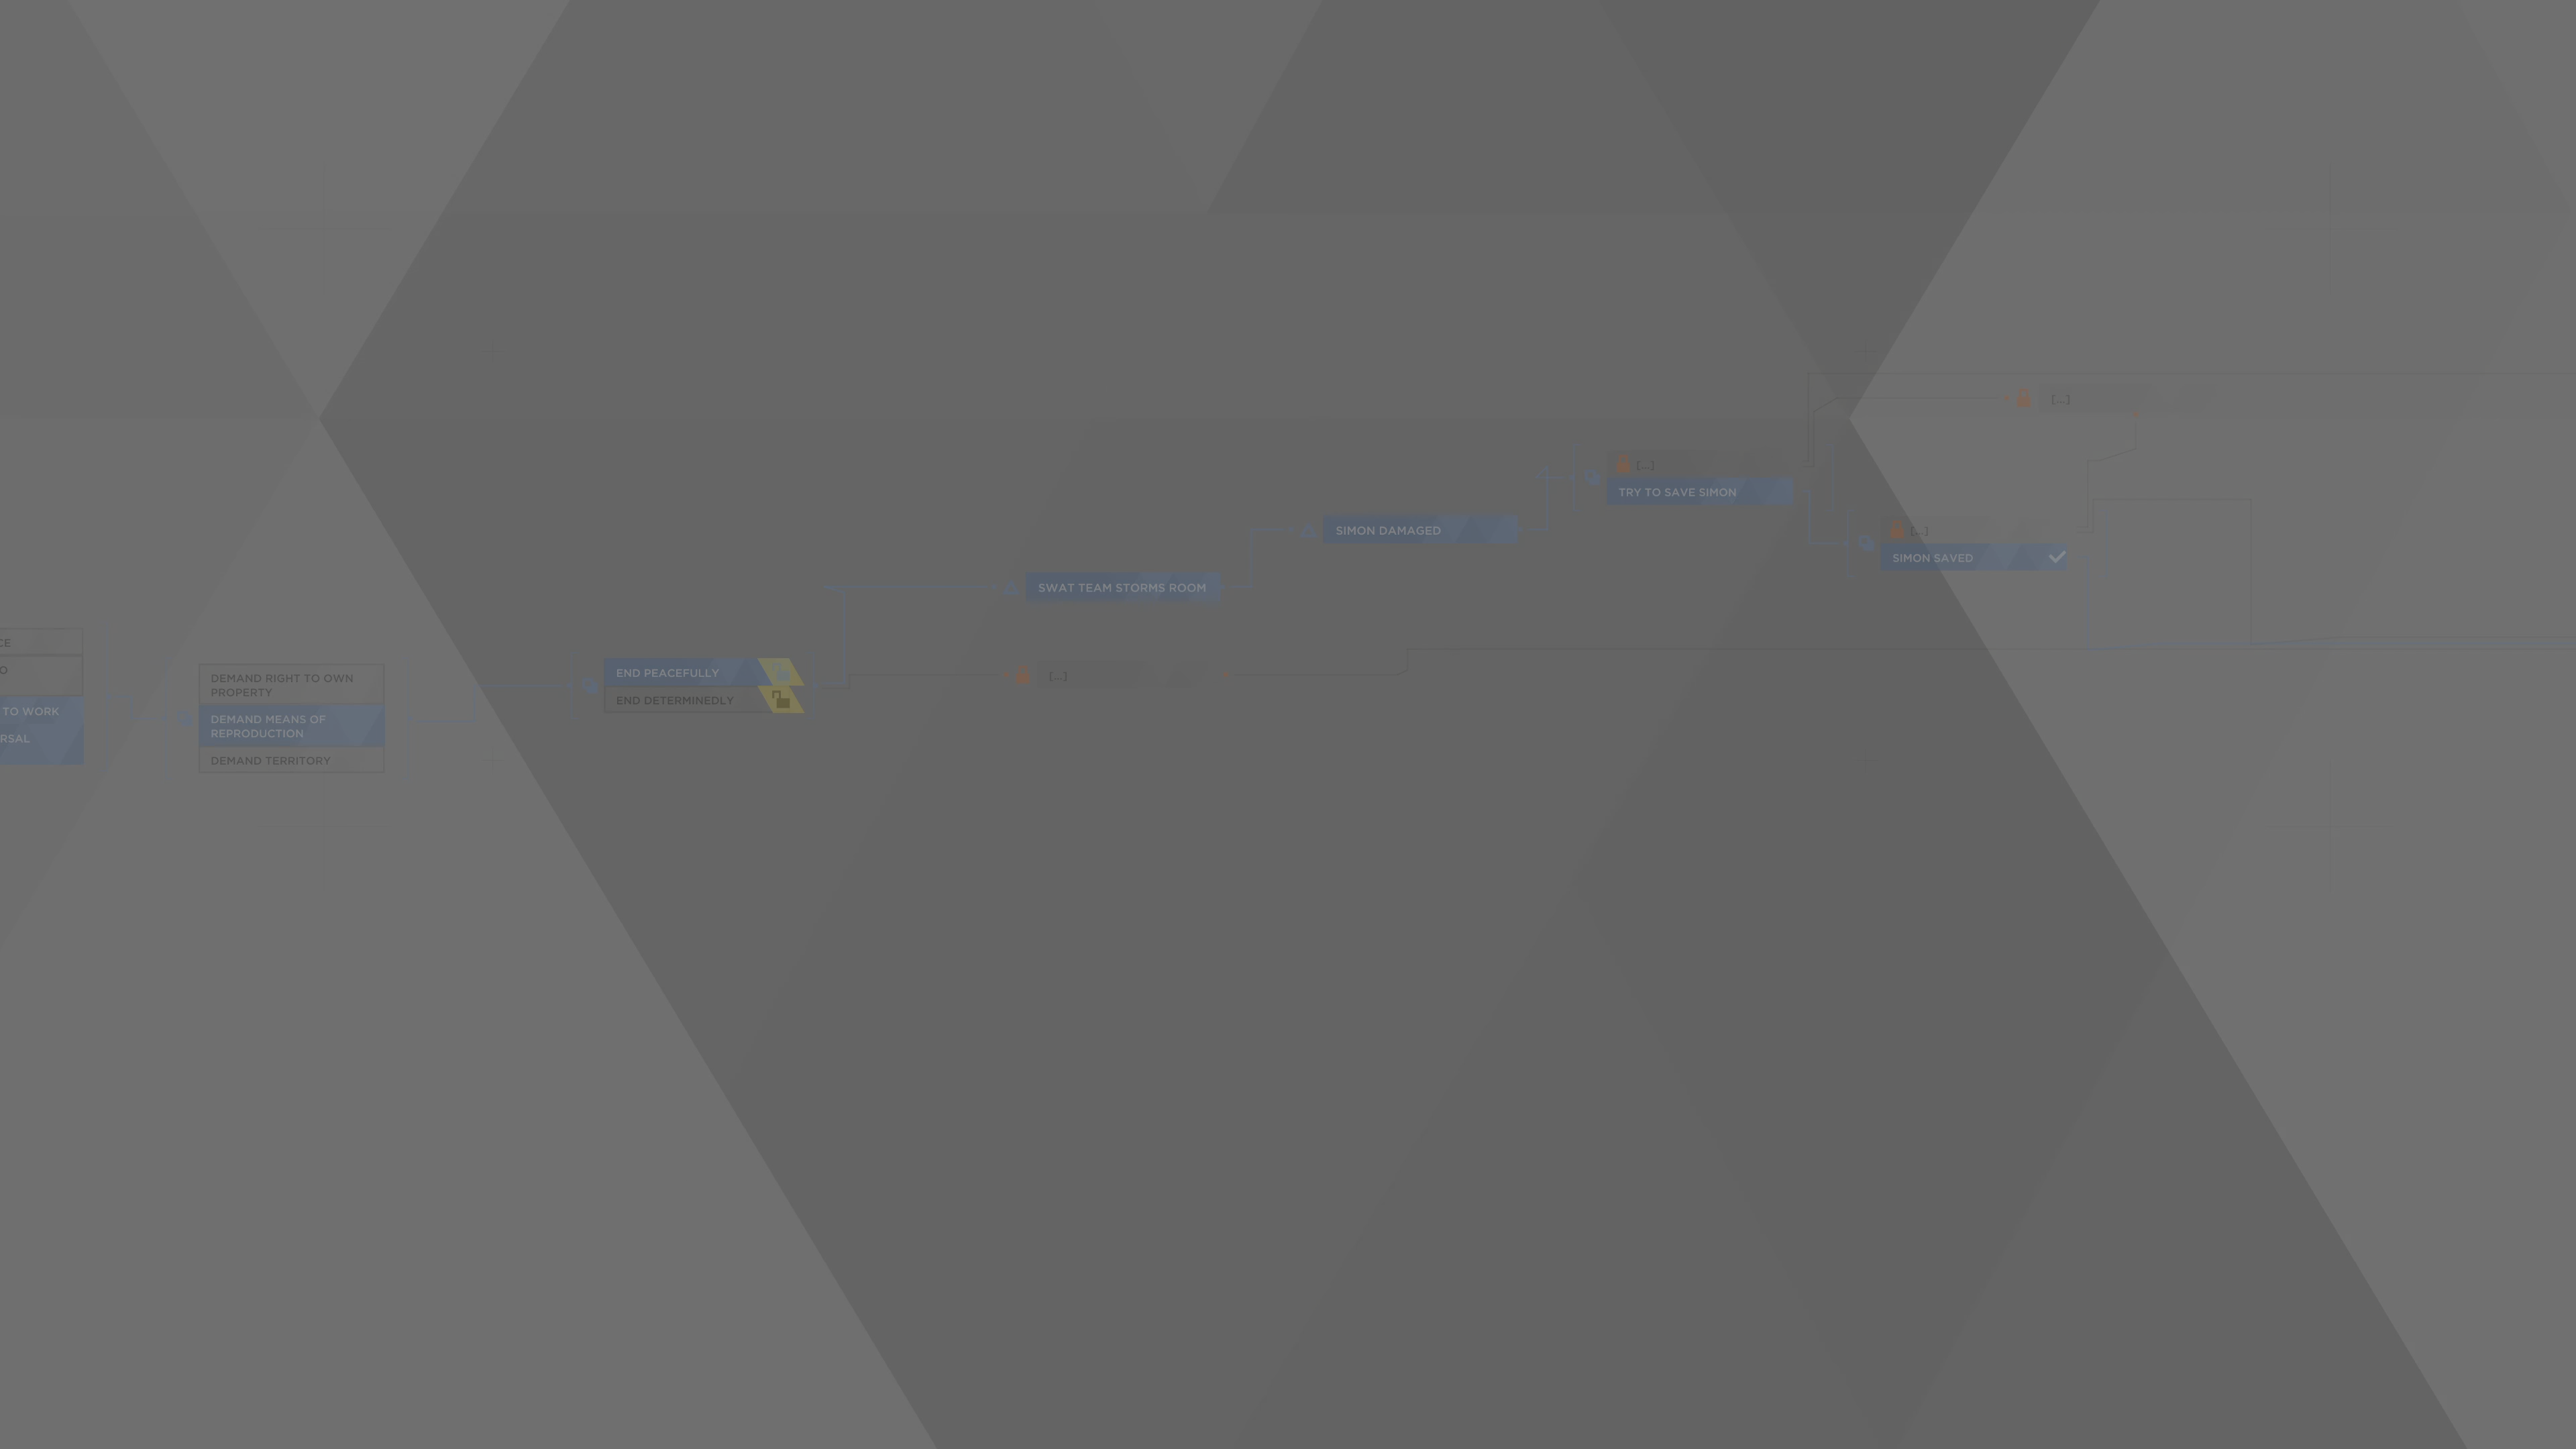 CE
O
TO WORK
RSAL
DEMAND RIGHT TO OWN
PROPERTY
DEMAND MEANS OF
REPRODUCTION
DEMAND TERRITORY
END PEACEFULLY
END DETERMINEDLY
SWAT TEAM STORMS ROOM
[...]
SIMON DAMAGED
[...]
TRY TO SAVE SIMON
[...]
[...]
SIMON SAVED